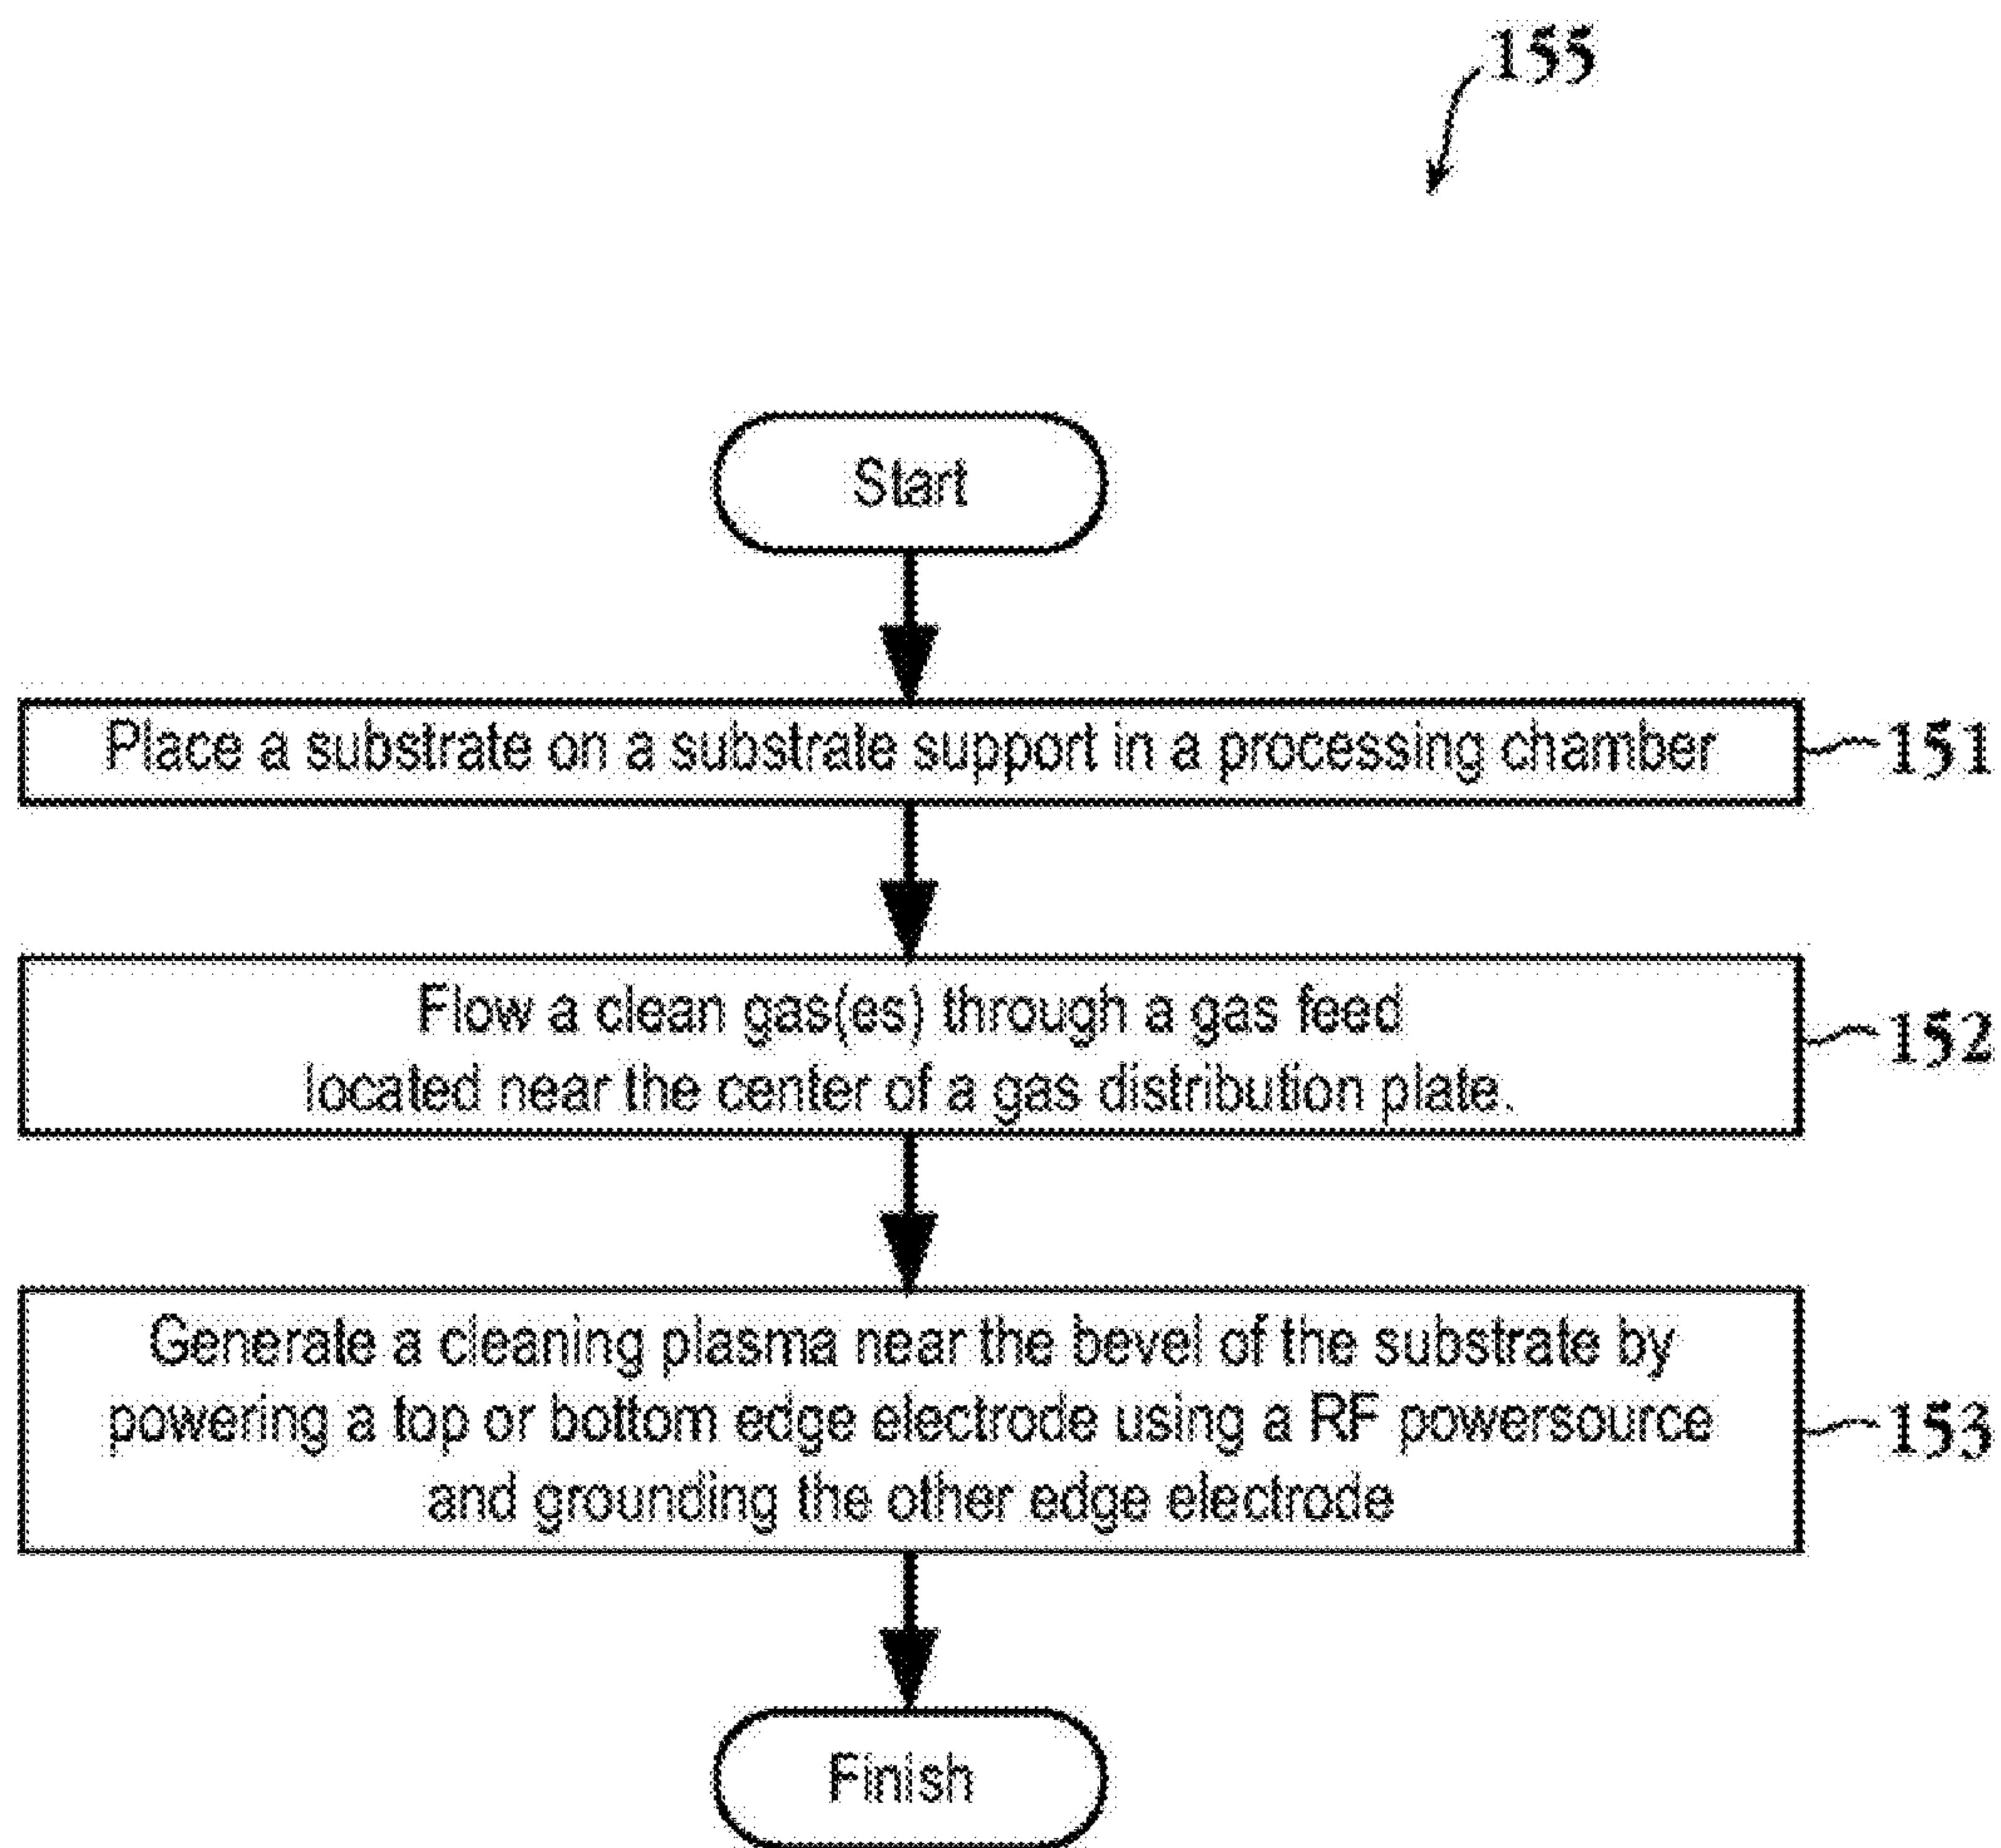 155
Start
Place a substrate on a substrate support in a processing chamber
151
Flow a clean gas(es) through a gas feed
located near the center of a gas distribution plate.
152
Generate a cleaning plasma near the bevel of the substrate by
powering a top or bottom edge electrode using a RF powersource
and grounding the other edge electrode
153
Finish